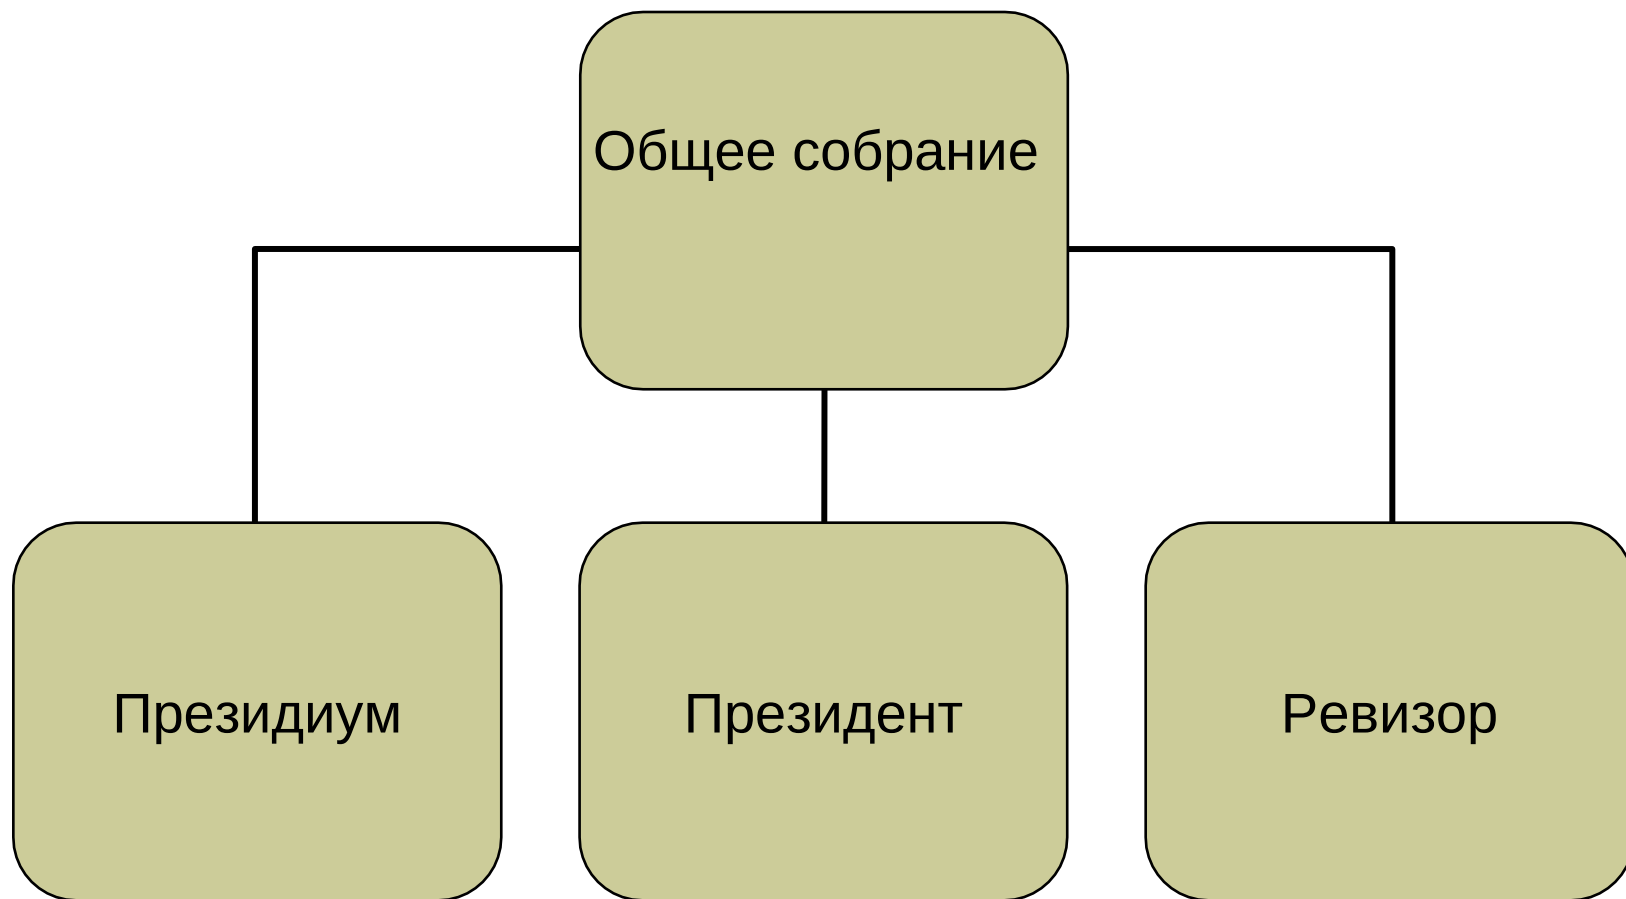 Общее собрание
Президиум
Президент
Ревизор